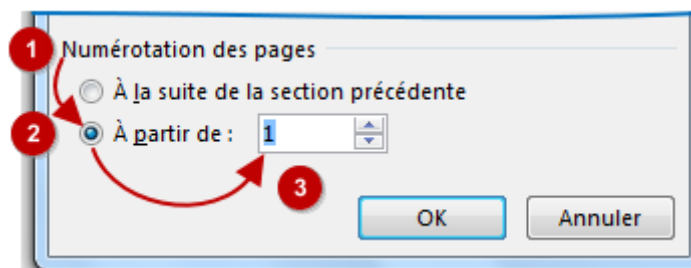 1 Numérotation des pages
À la suite de la section précédente
2 À partir de : 1
3
OK Annuler